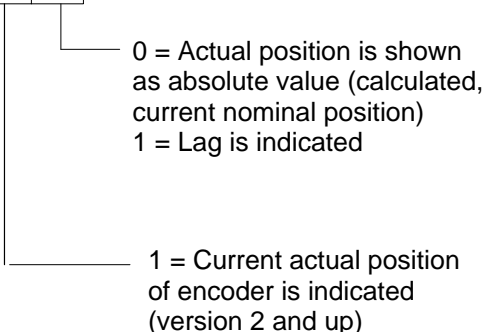 0 = Actual position is shown
as absolute value (calculated,
current nominal position)
1 = Lag is indicated
1 = Current actual position
of encoder is indicated
(version 2 and up)